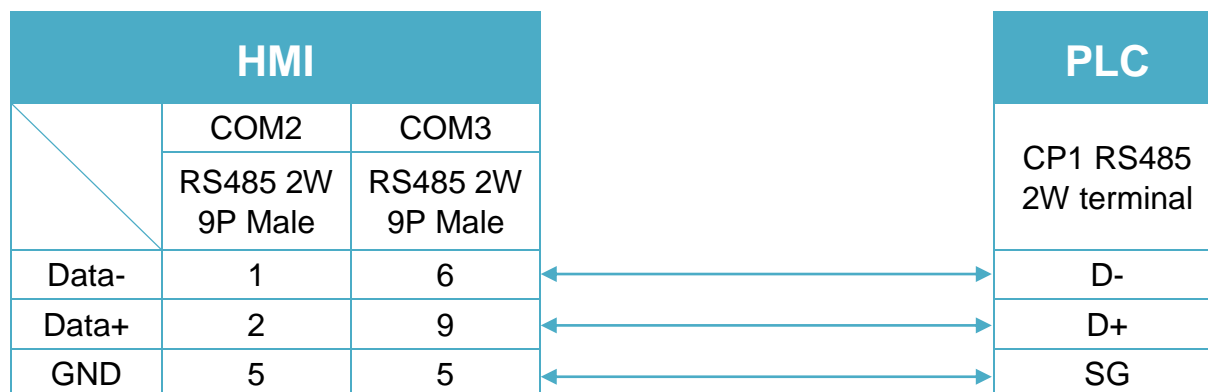 HMI PLC
COM2 COM3
RS485 2W RS485 2W
9P Male 9P Male
CP1 RS485
2W terminal
Data- 1 6 D-
Data+ 2 9 D+
GND 5 5 SG